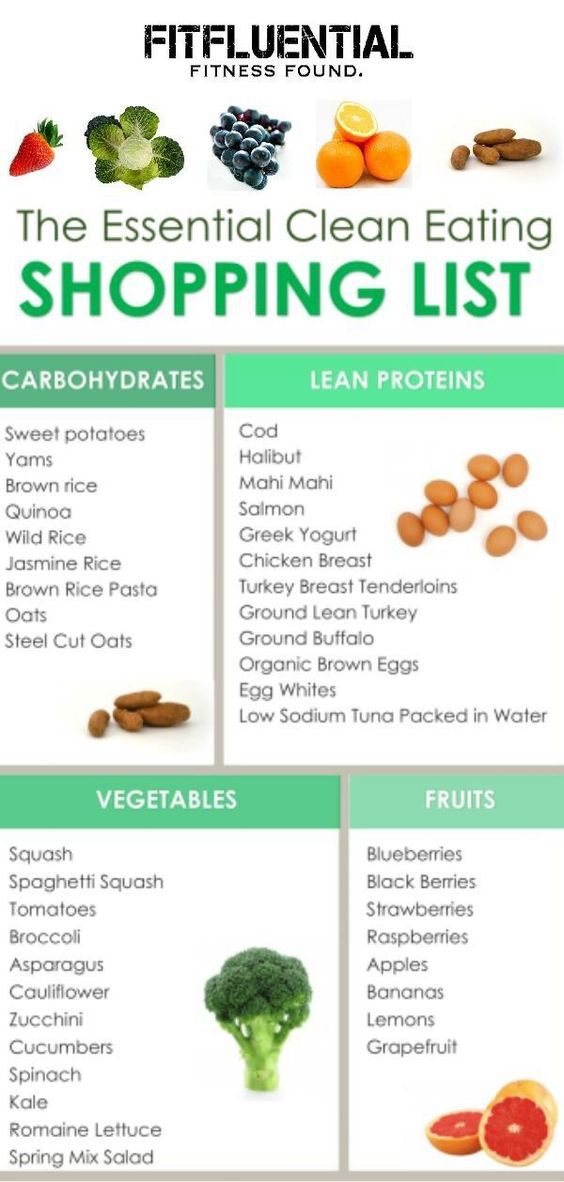 FITFLUENTIAL
FITNESS FOUND.
The Essential Clean Eating
SHOPPING LIST
CARBOHYDRATES
Sweet potatoes
Yams
Brown rice
Quinoa
Wild Rice
Jasmine Rice
Brown Rice Pasta
Oats
Steel Cut Oats
LEAN PROTEINS
Cod
Halibut
Mahi Mahi
Salmon
Greek Yogurt
Chicken Breast
Turkey Breast Tenderloins
Ground Lean Turkey
Ground Buffalo
Organic Brown Eggs
Egg Whites
Low Sodium Tuna Packed in Water
VEGETABLES
Squash
Spaghetti Squash
Tomatoes
Broccoli
Asparagus
Cauliflower
Zucchini
Cucumbers
Spinach
Kale
Romaine Lettuce
Spring Mix Salad
FRUITS
Blueberries
Black Berries
Strawberries
Raspberries
Apples
Bananas
Lemons
Grapefruit